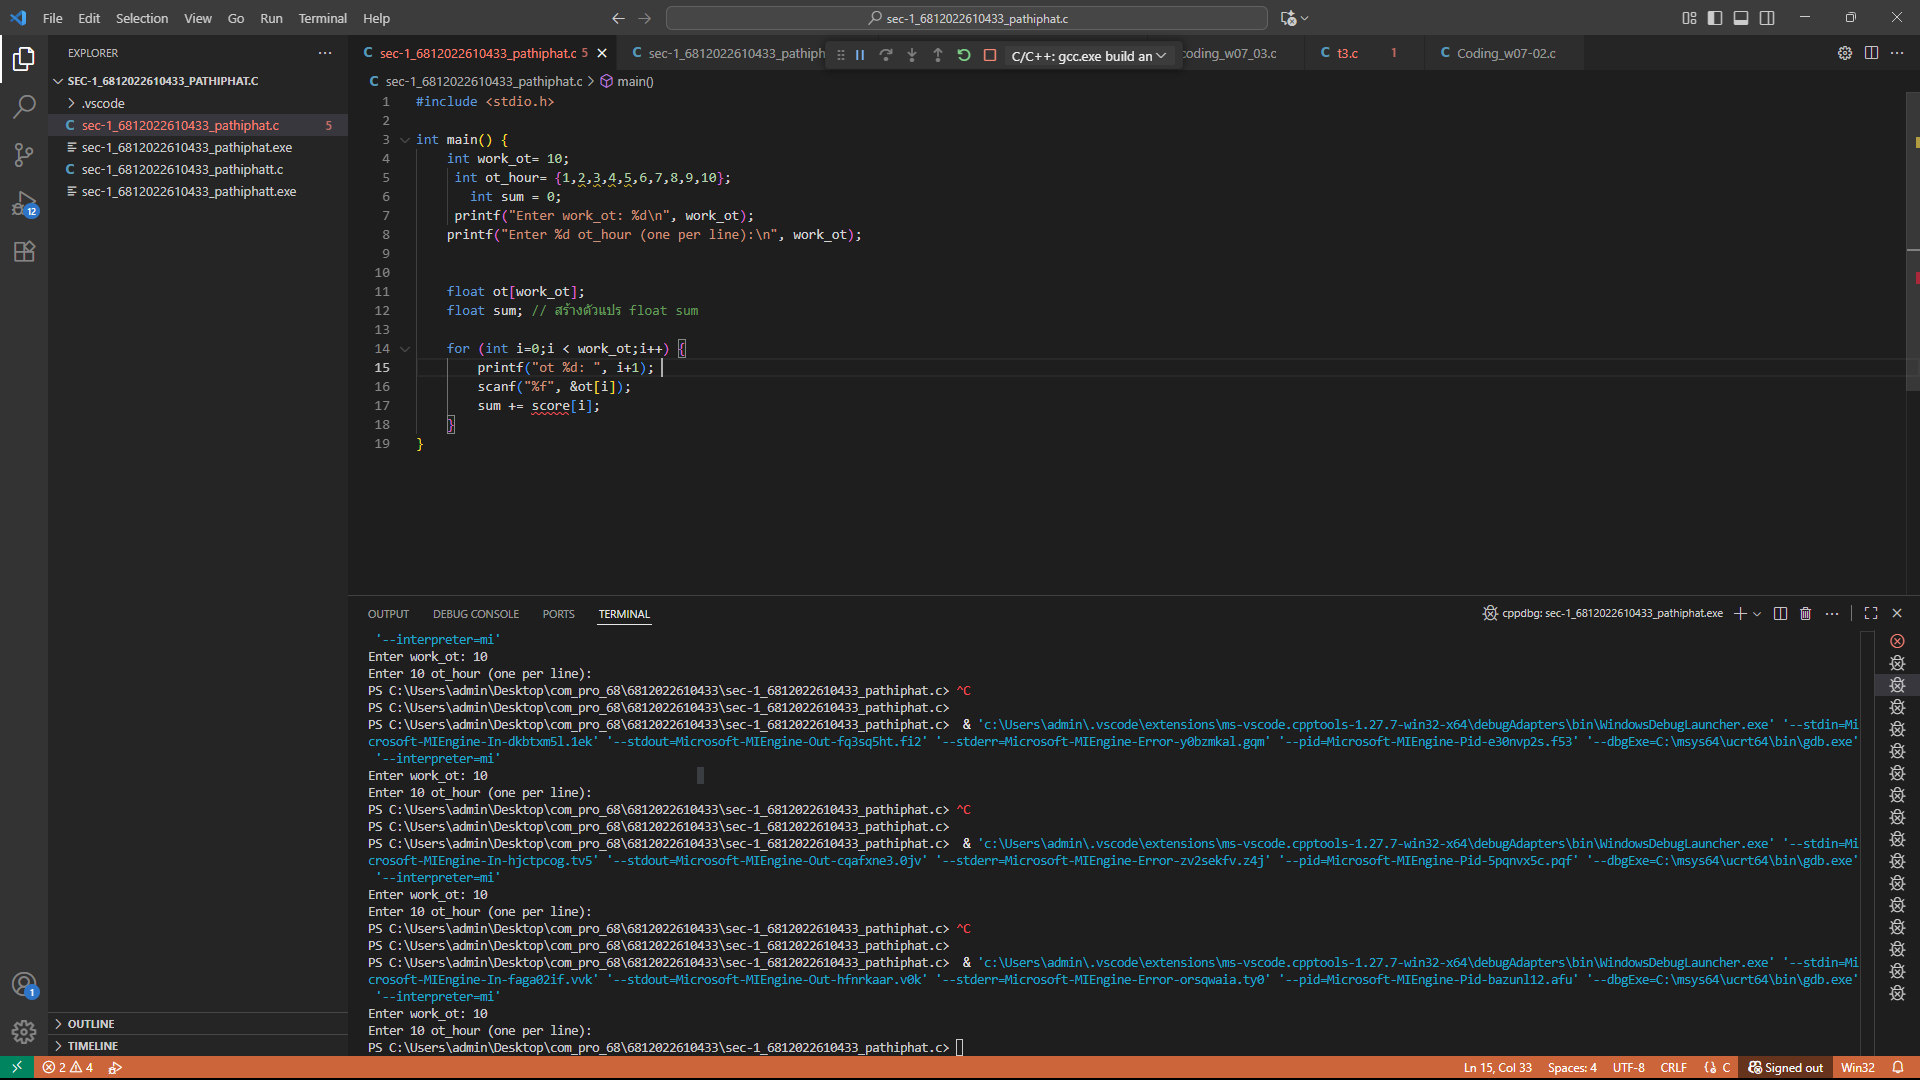 File Edit Selection View Go Run Terminal Help
sec-1_6812022610433_pathiphat.c
EXPLORER
SEC-1_6812022610433_PATHIPHAT.C
.vscode
sec-1_6812022610433_pathiphat.c 5
sec-1_6812022610433_pathiphat.exe
sec-1_6812022610433_pathiphatt.c
sec-1_6812022610433_pathiphatt.exe
12
1
OUTLINE
TIMELINE
sec-1_6812022610433_pathiphat.c 5
sec-1_6812022610433_pathiph
C/C++: gcc.exe build an
coding_w07_03.c
t3.c 1
Coding_w07-02.c
sec-1_6812022610433_pathiphat.c > main()
1 #include <stdio.h>
2
3 int main() {
4 int work_ot= 10;
5 int ot_hour= {1,2,3,4,5,6,7,8,9,10};
6 int sum = 0;
7 printf("Enter work_ot: %d\n", work_ot);
8 printf("Enter %d ot_hour (one per line):\n", work_ot);
9
10
11 float ot[work_ot];
12 float sum; // สร้างตัวแปร float sum
13
14 for (int i=0;i < work_ot;i++) {
15 printf("ot %d: ", i+1);
16 scanf("%f", &ot[i]);
17 sum += score[i];
18 }
19 }
OUTPUT DEBUG CONSOLE PORTS TERMINAL
cppdbg: sec-1_6812022610433_pathiphat.exe
'--interpreter=mi'
Enter work_ot: 10
Enter 10 ot_hour (one per line):
PS C:\Users\admin\Desktop\com_pro_68\6812022610433\sec-1_6812022610433_pathiphat.c> ^C
PS C:\Users\admin\Desktop\com_pro_68\6812022610433\sec-1_6812022610433_pathiphat.c>
PS C:\Users\admin\Desktop\com_pro_68\6812022610433\sec-1_6812022610433_pathiphat.c> & 'c:\Users\admin\.vscode\extensions\ms-vscode.cpptools-1.27.7-win32-x64\debugAdapters\bin\WindowsDebugLauncher.exe' '--stdin=Mi
crosoft-MIEngine-In-dkbtxm5l.1ek' '--stdout=Microsoft-MIEngine-Out-fq3sq5ht.fi2' '--stderr=Microsoft-MIEngine-Error-y0bzmkal.gqm' '--pid=Microsoft-MIEngine-Pid-e30nvp2s.f53' '--dbgExe=C:\msys64\ucrt64\bin\gdb.exe'
'--interpreter=mi'
Enter work_ot: 10
Enter 10 ot_hour (one per line):
PS C:\Users\admin\Desktop\com_pro_68\6812022610433\sec-1_6812022610433_pathiphat.c> ^C
PS C:\Users\admin\Desktop\com_pro_68\6812022610433\sec-1_6812022610433_pathiphat.c>
PS C:\Users\admin\Desktop\com_pro_68\6812022610433\sec-1_6812022610433_pathiphat.c> & 'c:\Users\admin\.vscode\extensions\ms-vscode.cpptools-1.27.7-win32-x64\debugAdapters\bin\WindowsDebugLauncher.exe' '--stdin=Mi
crosoft-MIEngine-In-hjctpcog.tv5' '--stdout=Microsoft-MIEngine-Out-cqafxne3.0jv' '--stderr=Microsoft-MIEngine-Error-zv2sekfv.z4j' '--pid=Microsoft-MIEngine-Pid-5pqnvx5c.pqf' '--dbgExe=C:\msys64\ucrt64\bin\gdb.exe'
'--interpreter=mi'
Enter work_ot: 10
Enter 10 ot_hour (one per line):
PS C:\Users\admin\Desktop\com_pro_68\6812022610433\sec-1_6812022610433_pathiphat.c> ^C
PS C:\Users\admin\Desktop\com_pro_68\6812022610433\sec-1_6812022610433_pathiphat.c>
PS C:\Users\admin\Desktop\com_pro_68\6812022610433\sec-1_6812022610433_pathiphat.c> & 'c:\Users\admin\.vscode\extensions\ms-vscode.cpptools-1.27.7-win32-x64\debugAdapters\bin\WindowsDebugLauncher.exe' '--stdin=Mi
crosoft-MIEngine-In-faga02if.vvk' '--stdout=Microsoft-MIEngine-Out-hfnrkaar.v0k' '--stderr=Microsoft-MIEngine-Error-orsqwaia.ty0' '--pid=Microsoft-MIEngine-Pid-bazunl12.afu' '--dbgExe=C:\msys64\ucrt64\bin\gdb.exe'
'--interpreter=mi'
Enter work_ot: 10
Enter 10 ot_hour (one per line):
PS C:\Users\admin\Desktop\com_pro_68\6812022610433\sec-1_6812022610433_pathiphat.c>
2 4
Ln 15, Col 33 Spaces: 4 UTF-8 CRLF {} C Signed out Win32